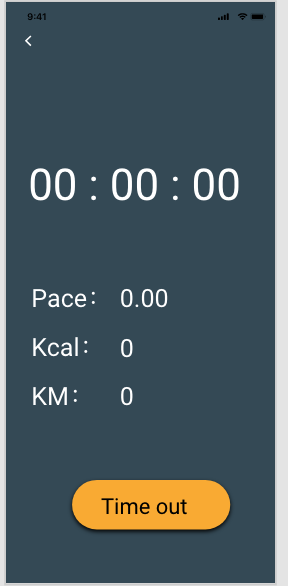 9:41
00 : 00 : 00
Pace: 0.00
Kcal: 0
KM: 0
Time out